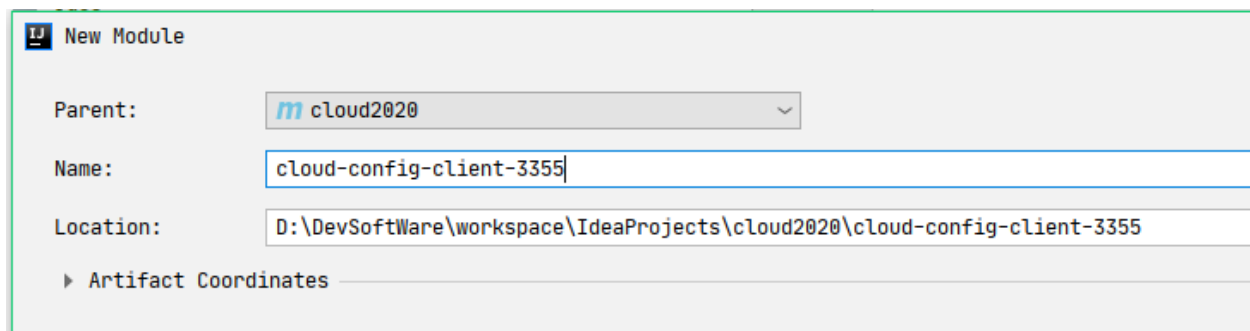 New Module
Parent: m cloud2020
Name: cloud-config-client-3355
Location: D:\DevSoftWare\workspace\IdeaProjects\cloud2020\cloud-config-client-3355
Artifact Coordinates